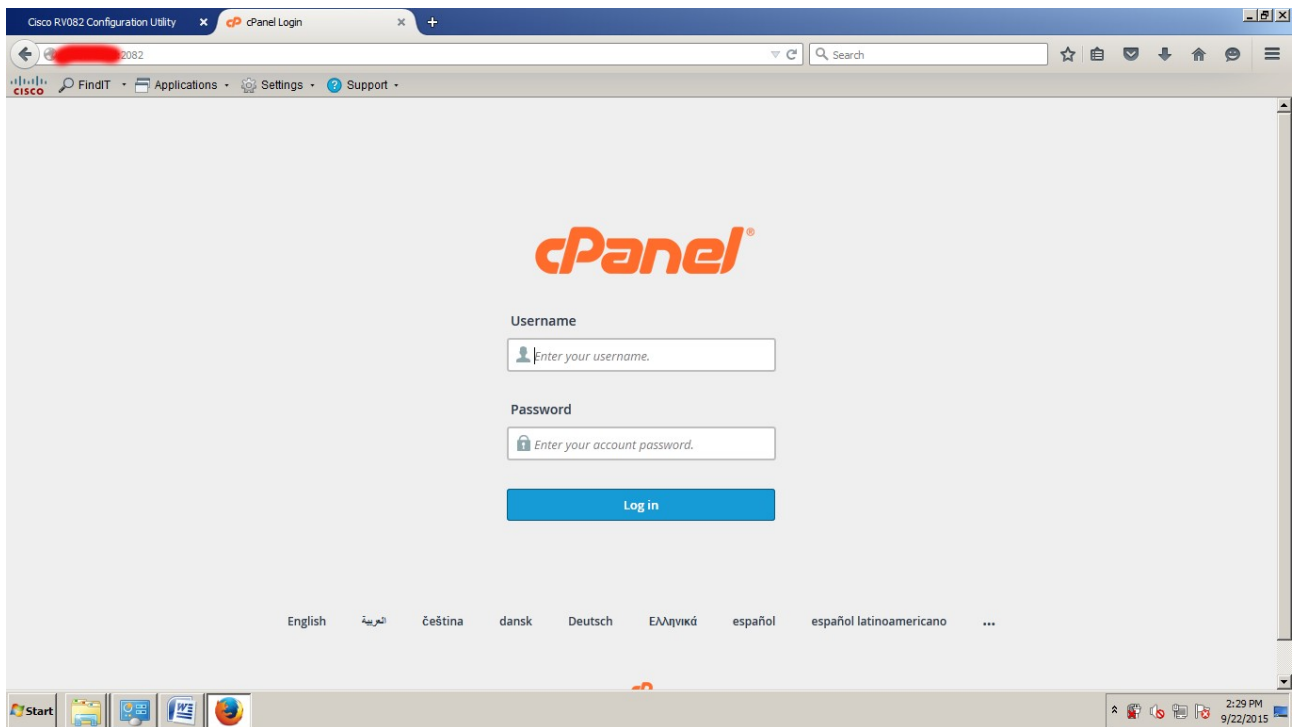 Cisco RV082 Configuration Utility
cPanel Login
2082
Search
CISCO FindIT Applications Settings Support
cPanel®
Username
Enter your username.
Password
Enter your account password.
Log in
English العربية čeština dansk Deutsch Ελληνικά español español latinoamericano ...
cP
Start
2:29 PM
9/22/2015